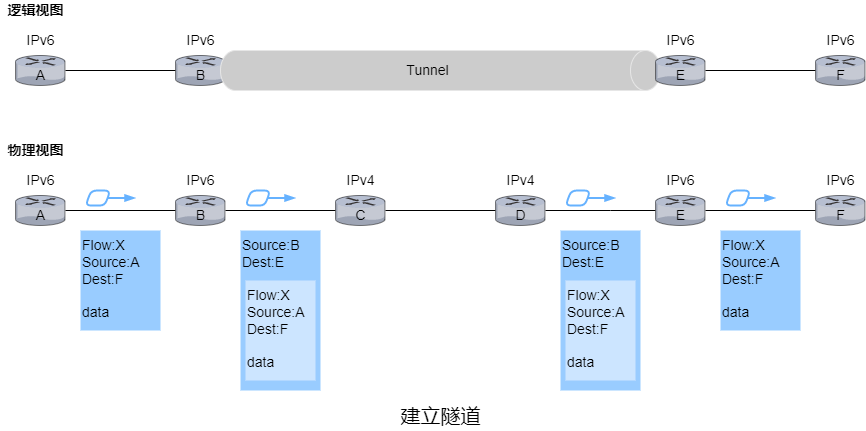 逻辑视图
IPv6
IPv6
IPv6
IPv6
A
B
Tunnel
E
F
物理视图
IPv6
IPv6
IPv4
IPv4
IPv6
IPv6
A
B
C
D
E
F
Flow:X
Source:A
Dest:F
data
Source:B
Dest:E
Flow:X
Source:A
Dest:F
data
Source:B
Dest:E
Flow:X
Source:A
Dest:F
data
Flow:X
Source:A
Dest:F
data
建立隧道